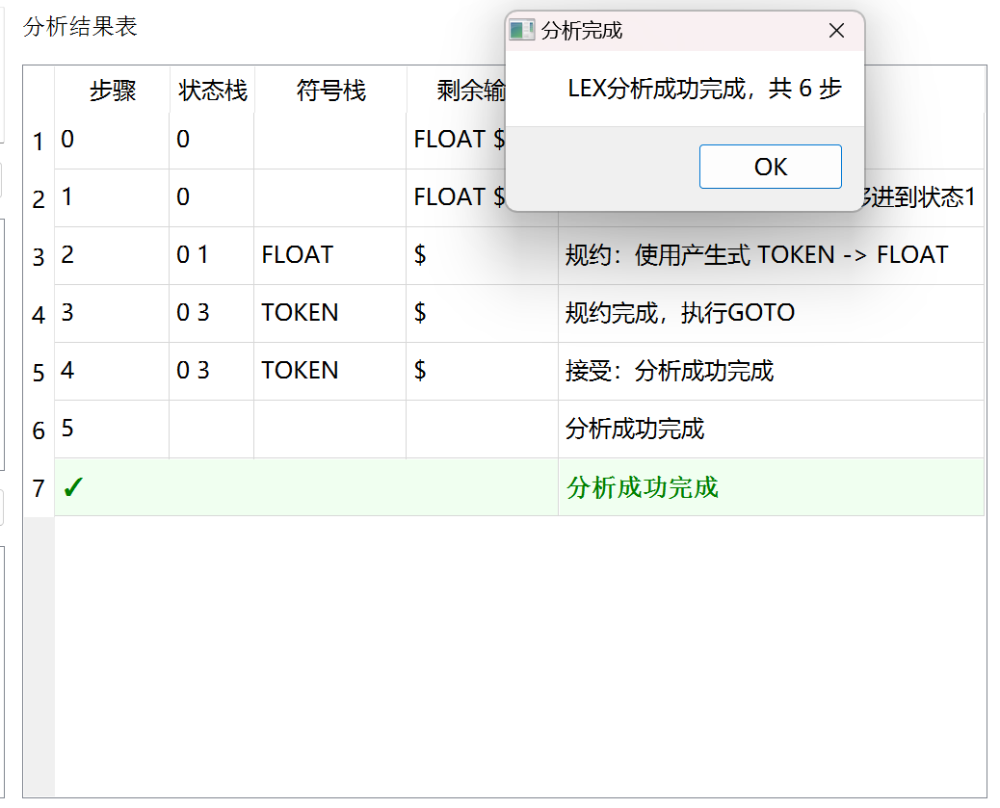 分析结果表
分析完成
LEX分析成功完成，共 6 步
OK
步骤 状态栈 符号栈 剩余输
1 0 0 FLOAT $
2 1 0 FLOAT $ 进到状态1
3 2 0 1 FLOAT $ 规约：使用产生式 TOKEN -> FLOAT
4 3 0 3 TOKEN $ 规约完成，执行GOTO
5 4 0 3 TOKEN $ 接受：分析成功完成
6 5 分析成功完成
7 ✓ 分析成功完成